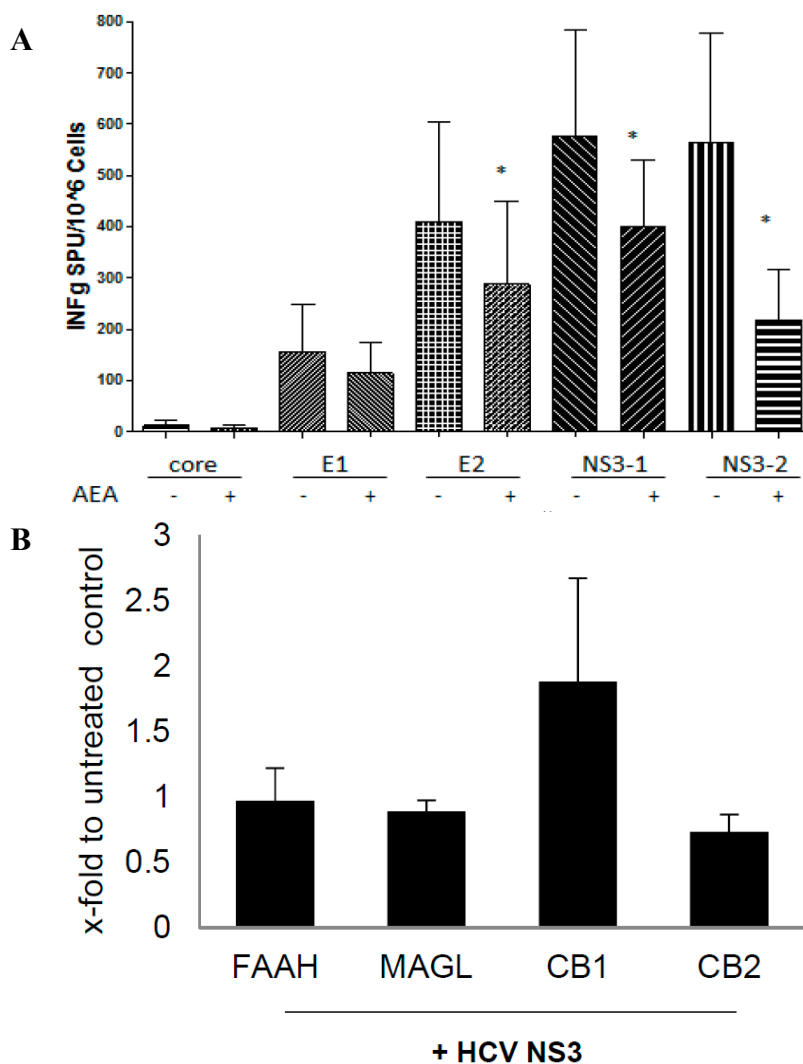 A
INFg SPU/10^6 Cells
800
700
600
500
400
300
200
100
0
* * *
core E1 E2 NS3-1 NS3-2
AEA - + - + - + - + - +
B
x-fold to untreated control
3
2.5
2
1.5
1
0.5
0
FAAH MAGL CB1 CB2
+ HCV NS3